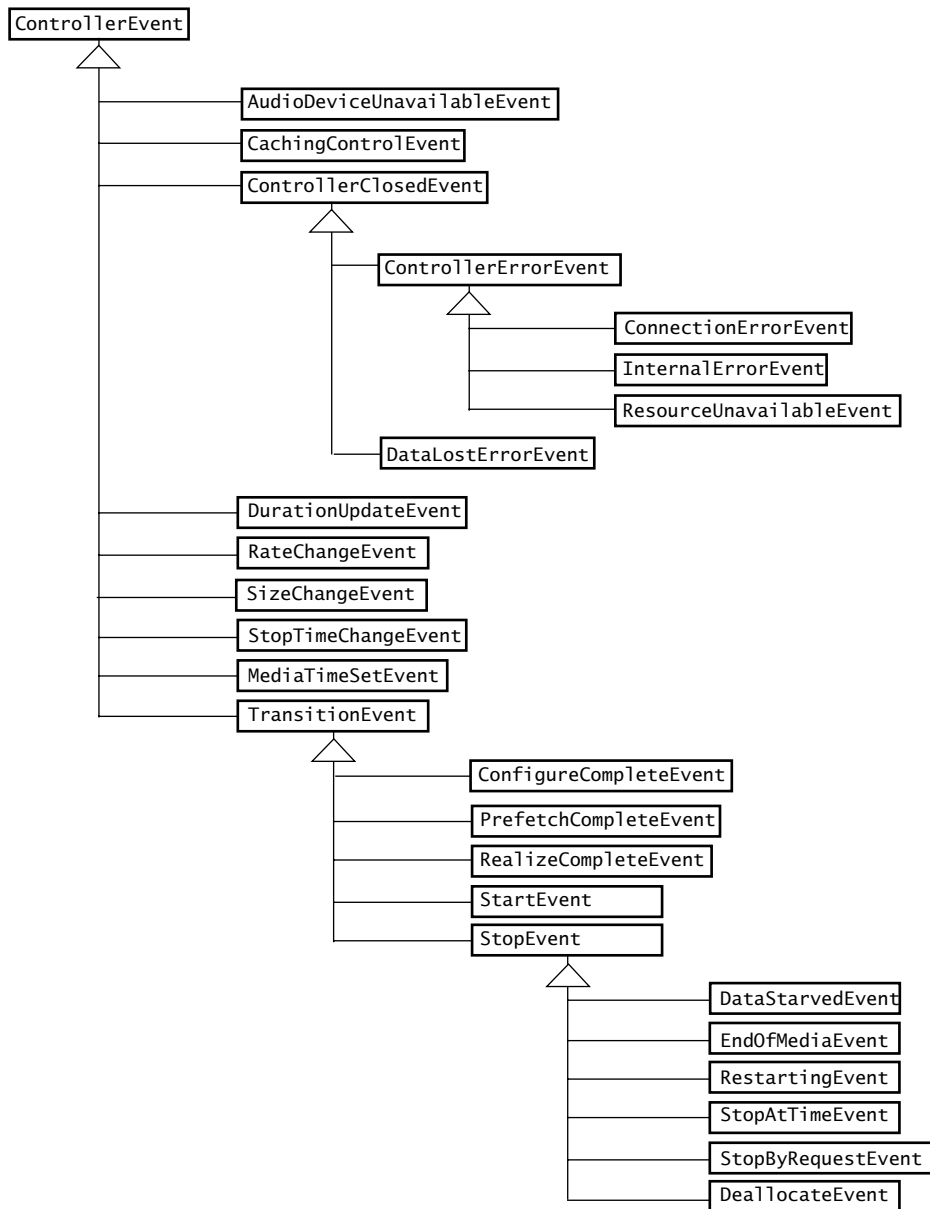 ControllerEvent
AudioDeviceUnavailableEvent
CachingControlEvent
ControllerClosedEvent
ControllerErrorEvent
ConnectionErrorEvent
InternalErrorEvent
ResourceUnavailableEvent
DataLostErrorEvent
DurationUpdateEvent
RateChangeEvent
SizeChangeEvent
StopTimeChangeEvent
MediaTimeSetEvent
TransitionEvent
ConfigureCompleteEvent
PrefetchCompleteEvent
RealizeCompleteEvent
StartEvent
StopEvent
DataStarvedEvent
EndOfMediaEvent
RestartingEvent
StopAtTimeEvent
StopByRequestEvent
DeallocateEvent